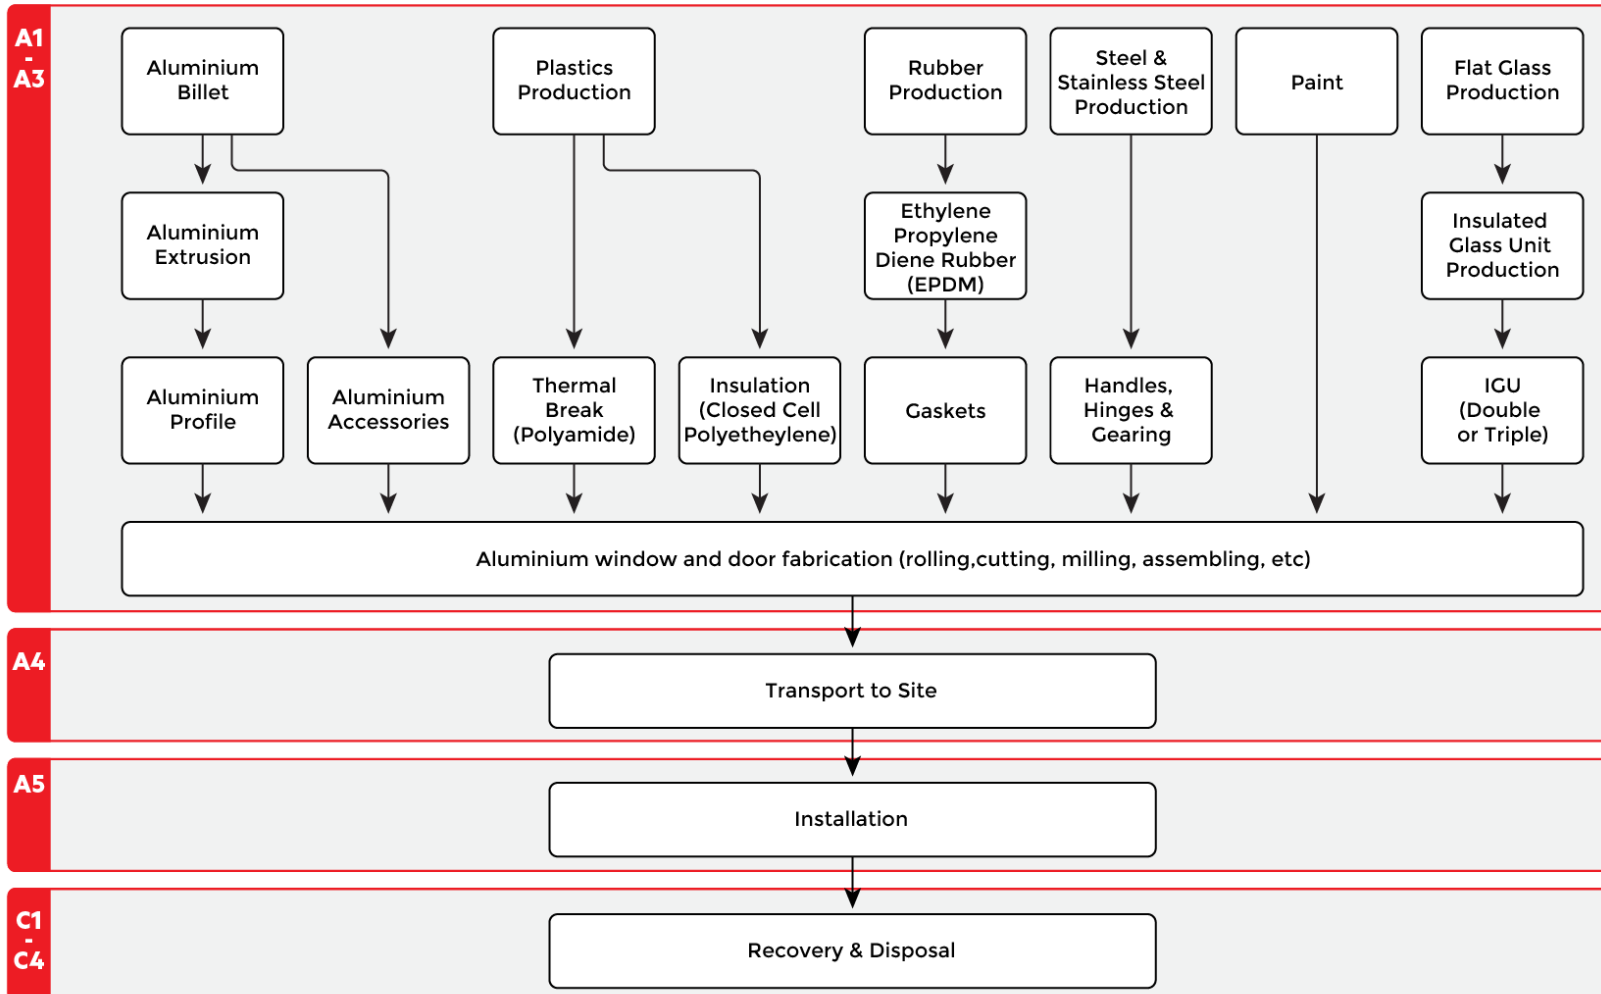 A1
-
A3
Aluminium
Billet
Plastics
Production
Rubber
Production
Steel &
Stainless Steel
Production
Paint
Flat Glass
Production
Aluminium
Extrusion
Ethylene
Propylene
Diene Rubber
(EPDM)
Insulated
Glass Unit
Production
Aluminium
Profile
Aluminium
Accessories
Thermal
Break
(Polyamide)
Insulation
(Closed Cell
Polyetheylene)
Gaskets
Handles,
Hinges &
Gearing
IGU
(Double
or Triple)
Aluminium window and door fabrication (rolling,cutting, milling, assembling, etc)
A4
Transport to Site
A5
Installation
C1
-
C4
Recovery & Disposal